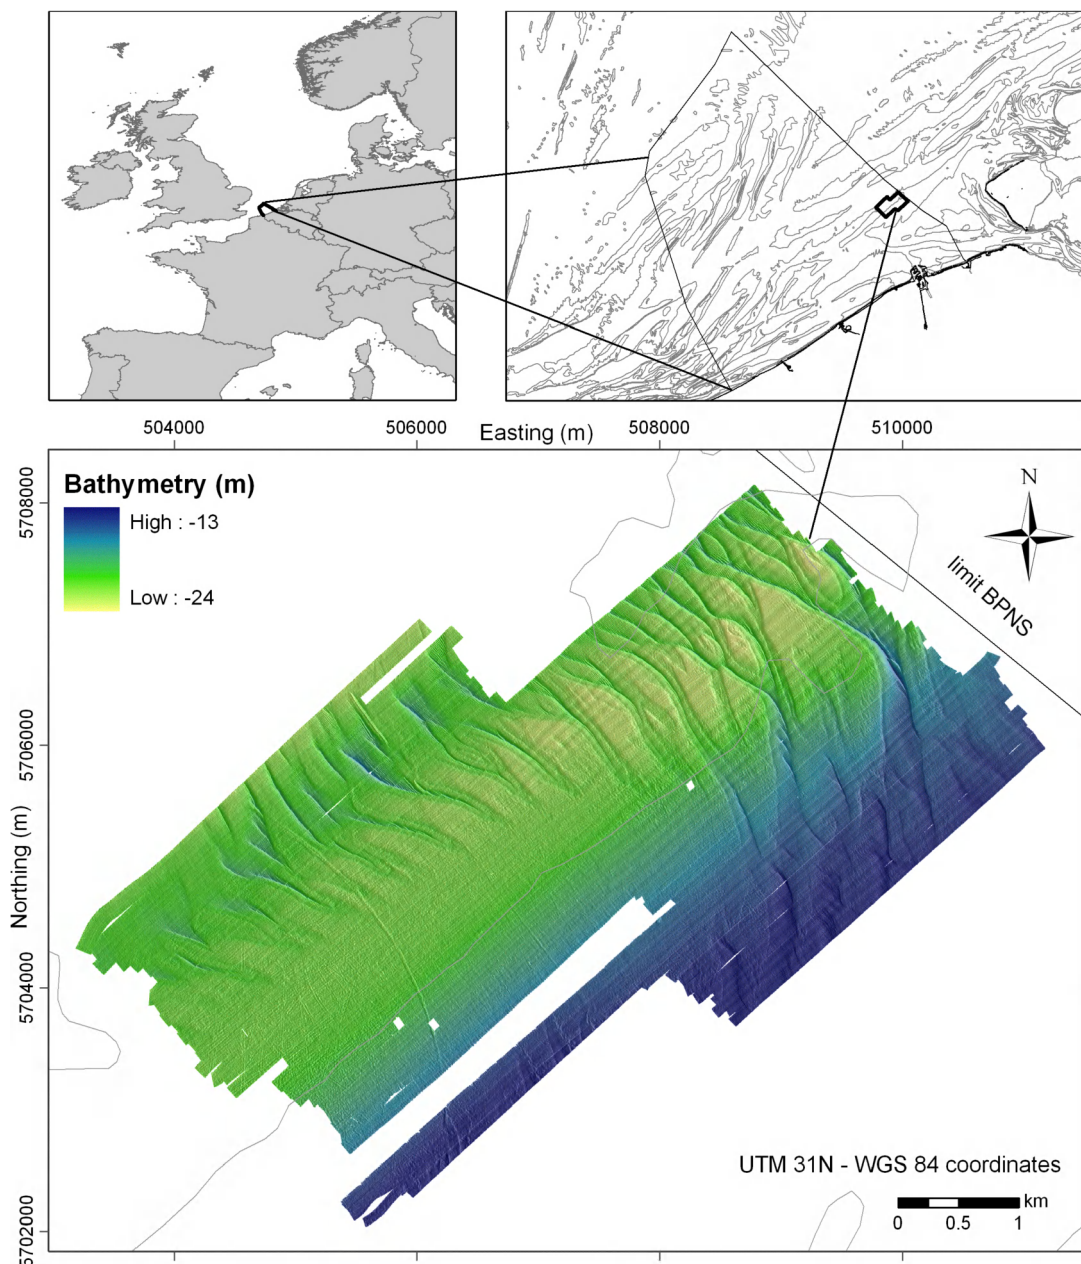 504000
506000
Easting (m)
508000
510000
Bathymetry (m)
High : -13
Low : -24
N
limit BPNS
5708000
5706000
Northing (m)
5704000
5702000
UTM 31N - WGS 84 coordinates
km
0 0.5 1